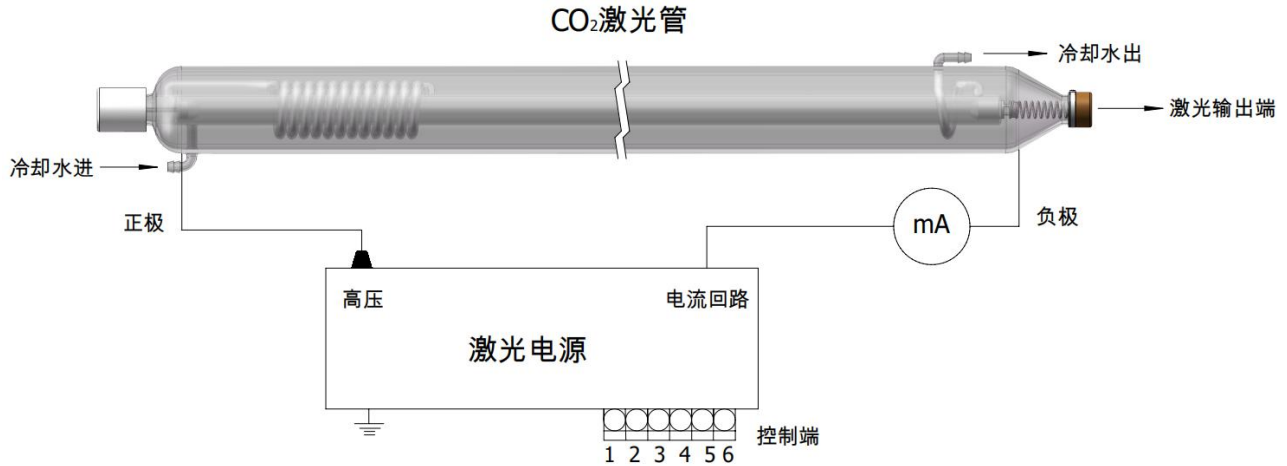 CO₂激光管
冷却水出
激光输出端
冷却水进
正极
mA
负极
高压
电流回路
激光电源
控制端
1 2 3 4 5 6